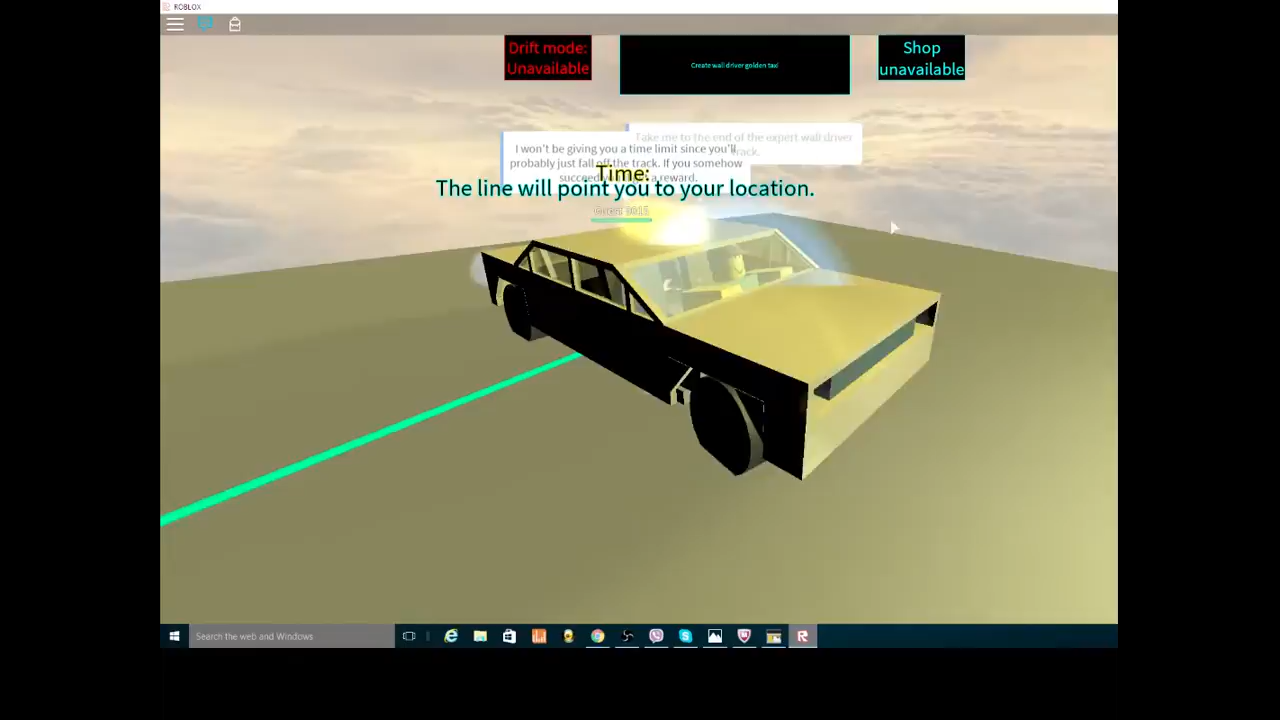 ROBLOX
Drift mode:
Unavailable
Create wall driver golden taxi
Shop
unavailable
Take me to the end of the expert wall driver
track.
I won't be giving you a time limit since you'll
probably just fall off the track. If you somehow
succeed a reward.
Time:
The line will point you to your location.
Search the web and Windows